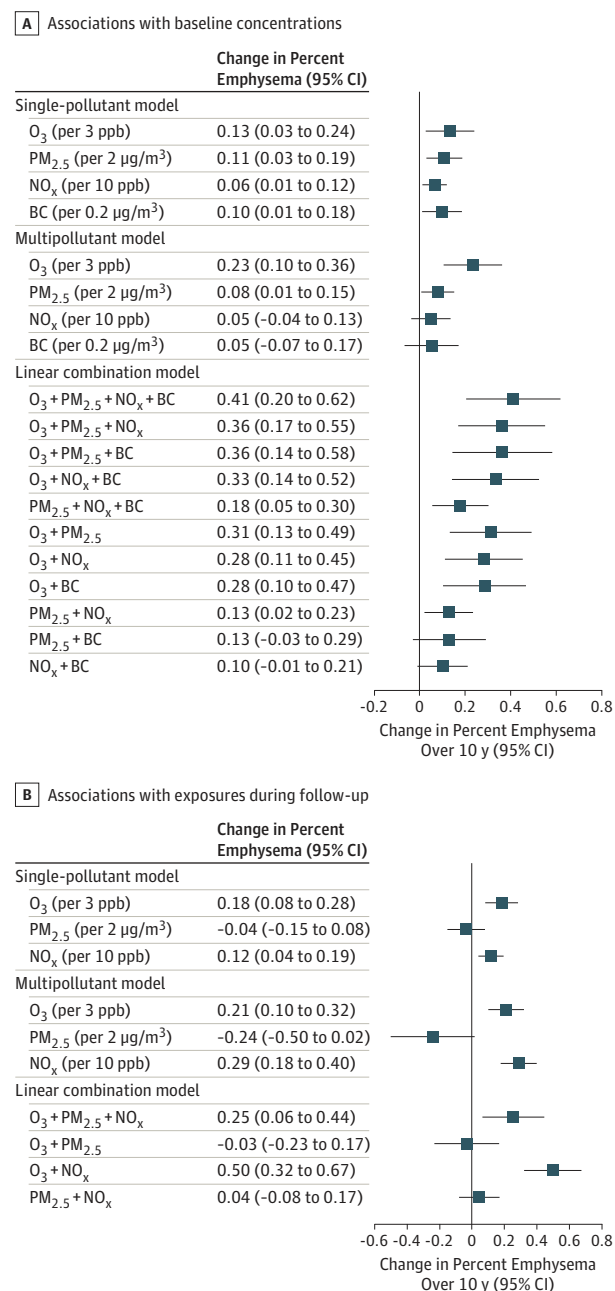 A Associations with baseline concentrations
Change in Percent
Emphysema (95% CI)
Single-pollutant model
O₃ (per 3 ppb) 0.13 (0.03 to 0.24)
PM₂.₅ (per 2 µg/m³) 0.11 (0.03 to 0.19)
NOₓ (per 10 ppb) 0.06 (0.01 to 0.12)
BC (per 0.2 µg/m³) 0.10 (0.01 to 0.18)
Multipollutant model
O₃ (per 3 ppb) 0.23 (0.10 to 0.36)
PM₂.₅ (per 2 µg/m³) 0.08 (0.01 to 0.15)
NOₓ (per 10 ppb) 0.05 (-0.04 to 0.13)
BC (per 0.2 µg/m³) 0.05 (-0.07 to 0.17)
Linear combination model
O₃ + PM₂.₅ + NOₓ + BC 0.41 (0.20 to 0.62)
O₃ + PM₂.₅ + NOₓ 0.36 (0.17 to 0.55)
O₃ + PM₂.₅ + BC 0.36 (0.14 to 0.58)
O₃ + NOₓ + BC 0.33 (0.14 to 0.52)
PM₂.₅ + NOₓ + BC 0.18 (0.05 to 0.30)
O₃ + PM₂.₅ 0.31 (0.13 to 0.49)
O₃ + NOₓ 0.28 (0.11 to 0.45)
O₃ + BC 0.28 (0.10 to 0.47)
PM₂.₅ + NOₓ 0.13 (0.02 to 0.23)
PM₂.₅ + BC 0.13 (-0.03 to 0.29)
NOₓ + BC 0.10 (-0.01 to 0.21)
-0.2 0 0.2 0.4 0.6 0.8
Change in Percent Emphysema
Over 10 y (95% CI)
B Associations with exposures during follow-up
Change in Percent
Emphysema (95% CI)
Single-pollutant model
O₃ (per 3 ppb) 0.18 (0.08 to 0.28)
PM₂.₅ (per 2 µg/m³) -0.04 (-0.15 to 0.08)
NOₓ (per 10 ppb) 0.12 (0.04 to 0.19)
Multipollutant model
O₃ (per 3 ppb) 0.21 (0.10 to 0.32)
PM₂.₅ (per 2 µg/m³) -0.24 (-0.50 to 0.02)
NOₓ (per 10 ppb) 0.29 (0.18 to 0.40)
Linear combination model
O₃ + PM₂.₅ + NOₓ 0.25 (0.06 to 0.44)
O₃ + PM₂.₅ -0.03 (-0.23 to 0.17)
O₃ + NOₓ 0.50 (0.32 to 0.67)
PM₂.₅ + NOₓ 0.04 (-0.08 to 0.17)
-0.6 -0.4 -0.2 0 0.2 0.4 0.6 0.8
Change in Percent Emphysema
Over 10 y (95% CI)